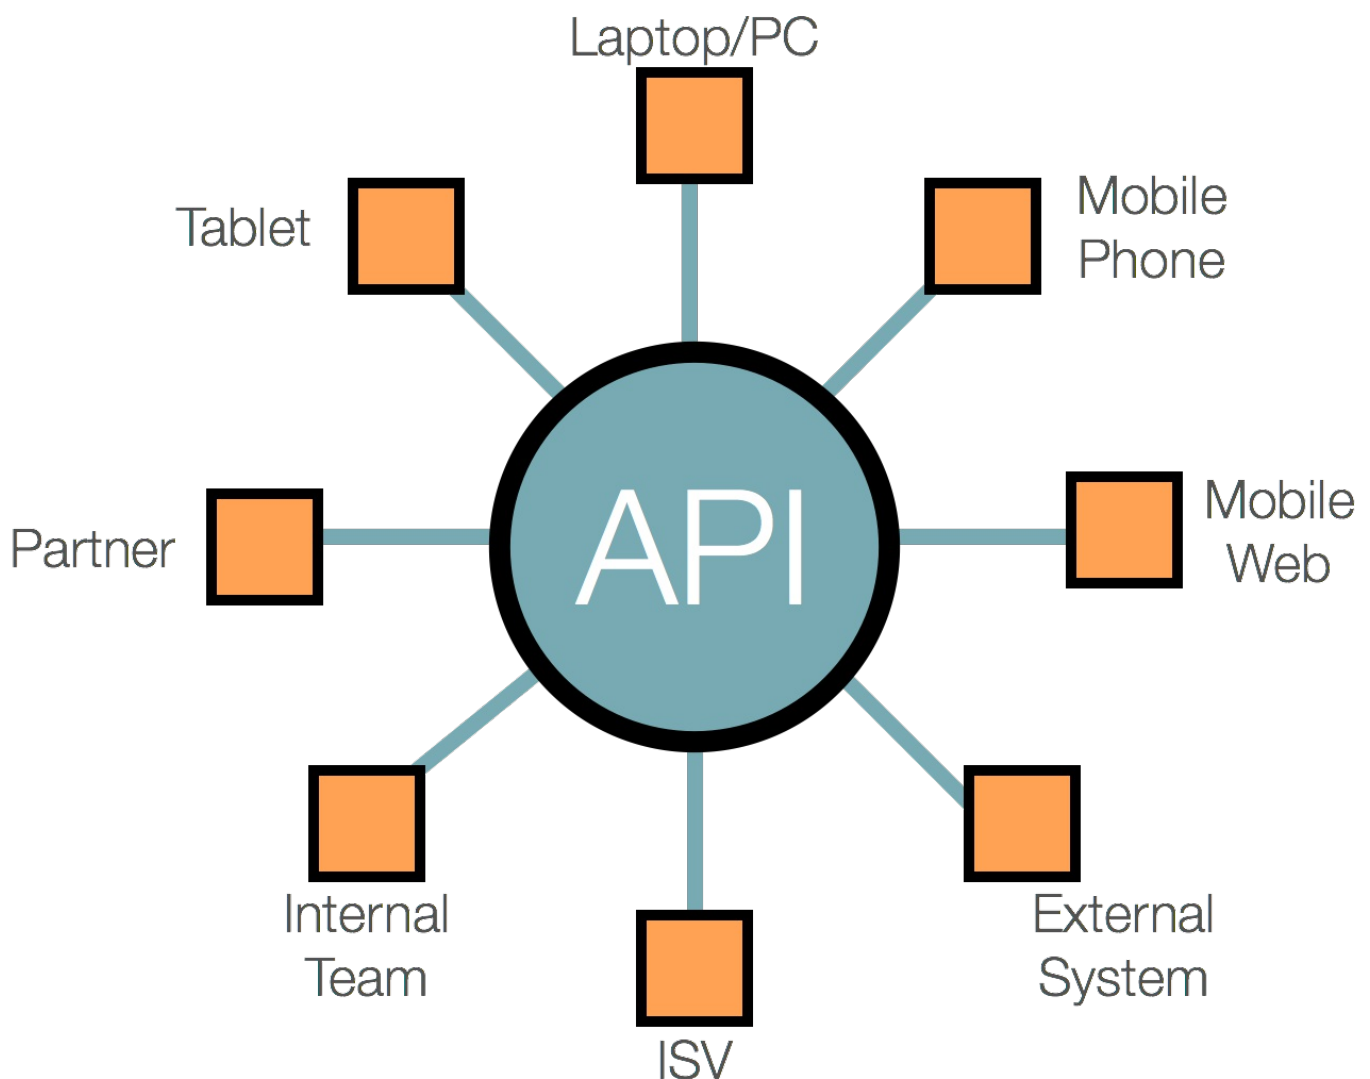 Laptop/PC
Tablet
Mobile
Phone
Partner
API
Mobile
Web
Internal
Team
External
System
ISV